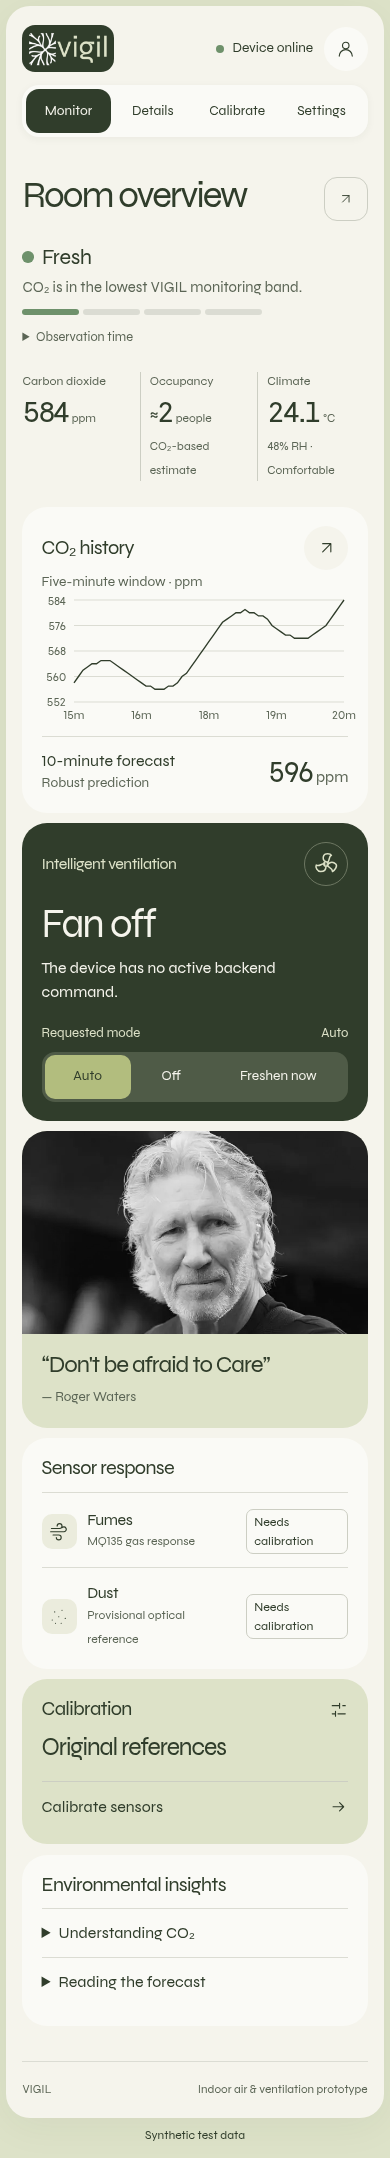 vigil
Device online
Monitor Details Calibrate Settings
Room overview
Fresh
CO₂ is in the lowest VIGIL monitoring band.
Observation time
Carbon dioxide
584 ppm
Occupancy
≈2 people
CO₂-based
estimate
Climate
24.1 °C
48% RH ·
Comfortable
CO₂ history
Five-minute window · ppm
584
576
568
560
552
15m 16m 18m 19m 20m
10-minute forecast
Robust prediction
596 ppm
Intelligent ventilation
Fan off
The device has no active backend
command.
Requested mode Auto
Auto Off Freshen now
“Don't be afraid to Care”
— Roger Waters
Sensor response
Fumes
MQ135 gas response
Needs
calibration
Dust
Provisional optical
reference
Needs
calibration
Calibration
Original references
Calibrate sensors
Environmental insights
Understanding CO₂
Reading the forecast
VIGIL Indoor air & ventilation prototype
Synthetic test data